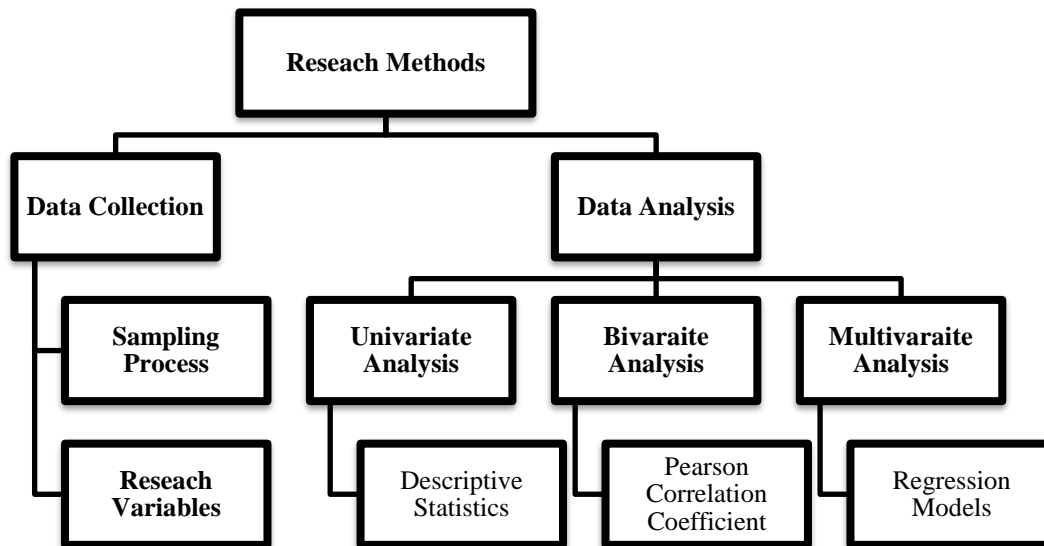 Reseach Methods
Data Collection
Data Analysis
Sampling
Process
Univariate
Analysis
Bivaraite
Analysis
Multivaraite
Analysis
Reseach
Variables
Descriptive
Statistics
Pearson
Correlation
Coefficient
Regression
Models